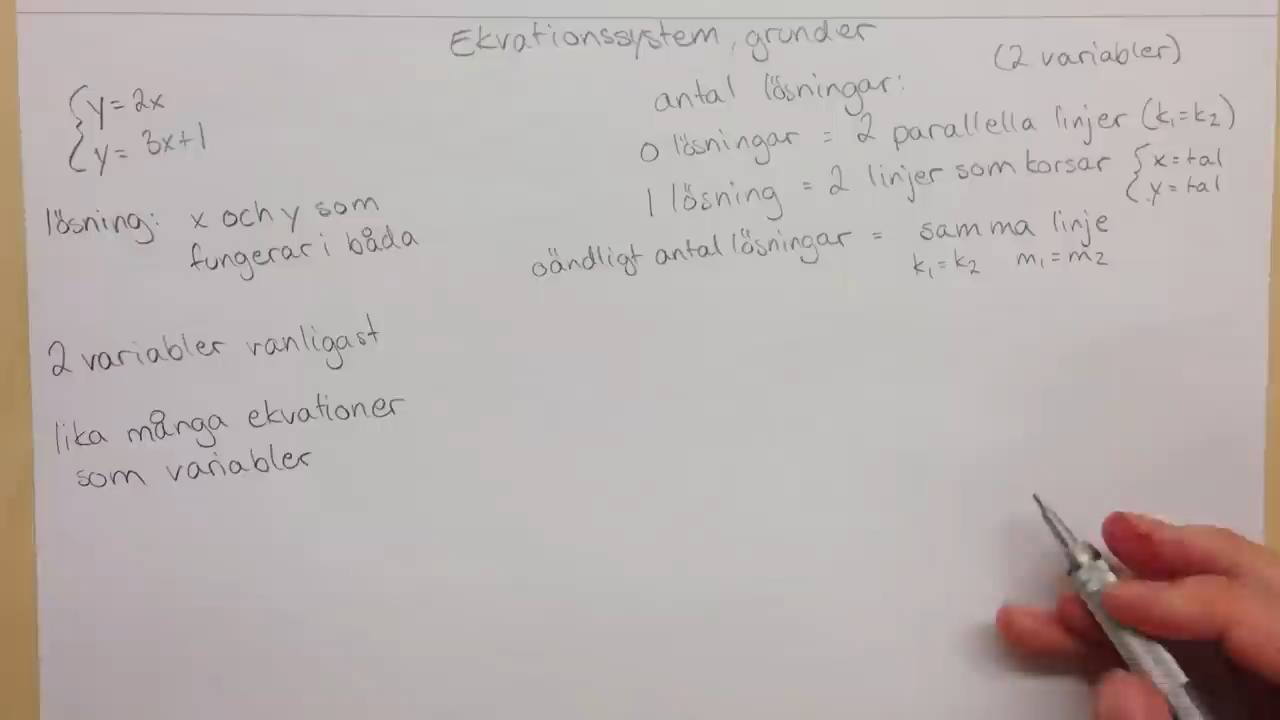 Ekvationssystem, grunder
(2 variabler)
y = 2x
y = 3x+1
lösning: x och y som
fungerar i båda
2 variabler vanligast
lika många ekvationer
som variabler
antal lösningar:
0 lösningar = 2 parallella linjer (k₁=k₂)
1 lösning = 2 linjer som korsar { x=tal
y=tal
oändligt antal lösningar = samma linje
k₁=k₂ m₁=m₂